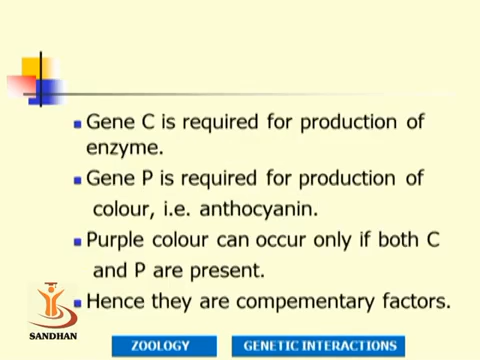 Gene C is required for production of
enzyme.
Gene P is required for production of
colour, i.e. anthocyanin.
Purple colour can occur only if both C
and P are present.
Hence they are compementary factors.
SANDHAN
ZOOLOGY
GENETIC INTERACTIONS